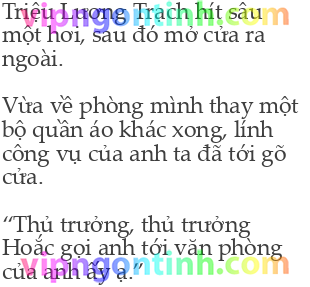 Triệu Lương Trạch hít sâu
một hơi, sau đó mở cửa ra
ngoài.
Vừa về phòng mình thay một
bộ quần áo khác xong, lính
công vụ của anh ta đã tới gõ
cửa.
“Thủ trưởng, thủ trưởng
Hoắc gọi anh tới văn phòng
của anh ấy ạ.”
vipngontinh.com
vipngontinh.com